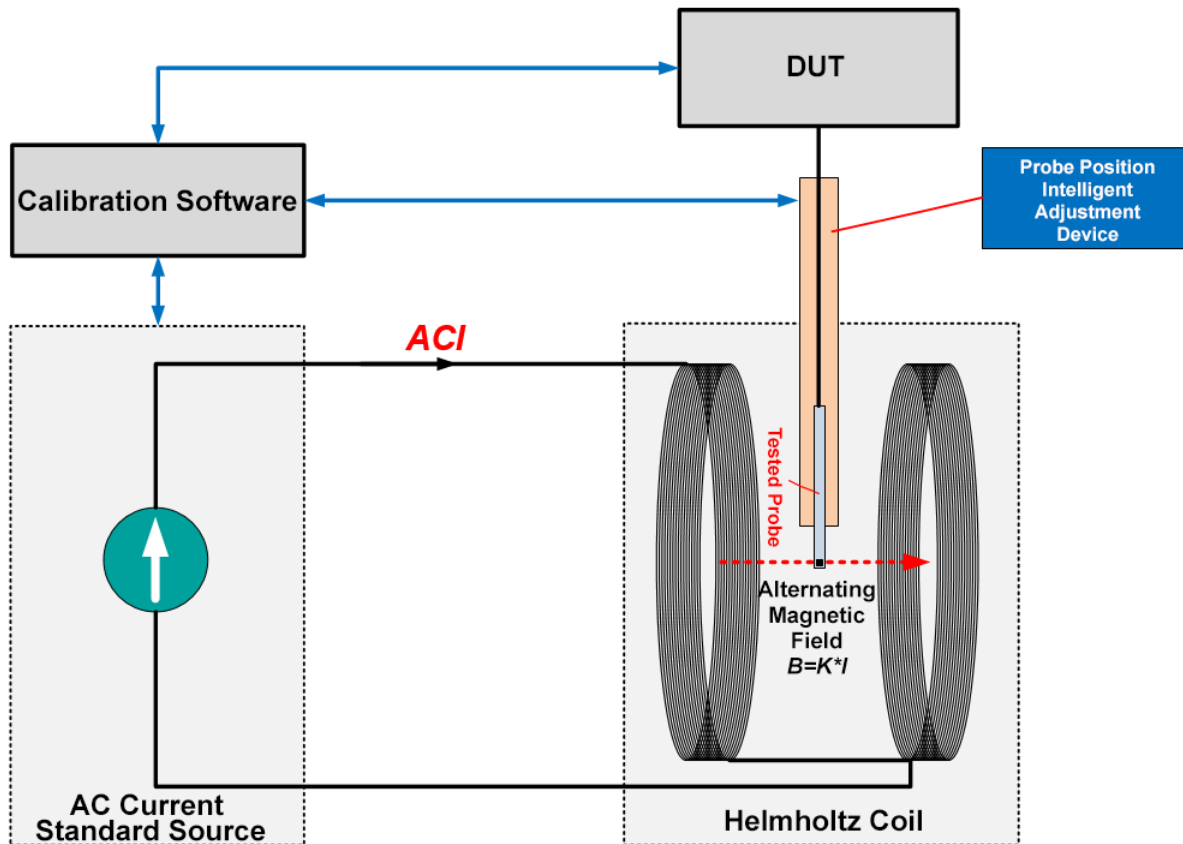 DUT
Calibration Software
Probe Position
Intelligent
Adjustment
Device
ACI
Tested Probe
Alternating
Magnetic
Field
B=K*I
AC Current
Standard Source
Helmholtz Coil